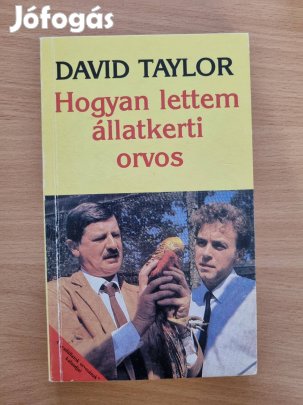 Jófogás
DAVID TAYLOR
Hogyan lettem
állatkerti
orvos